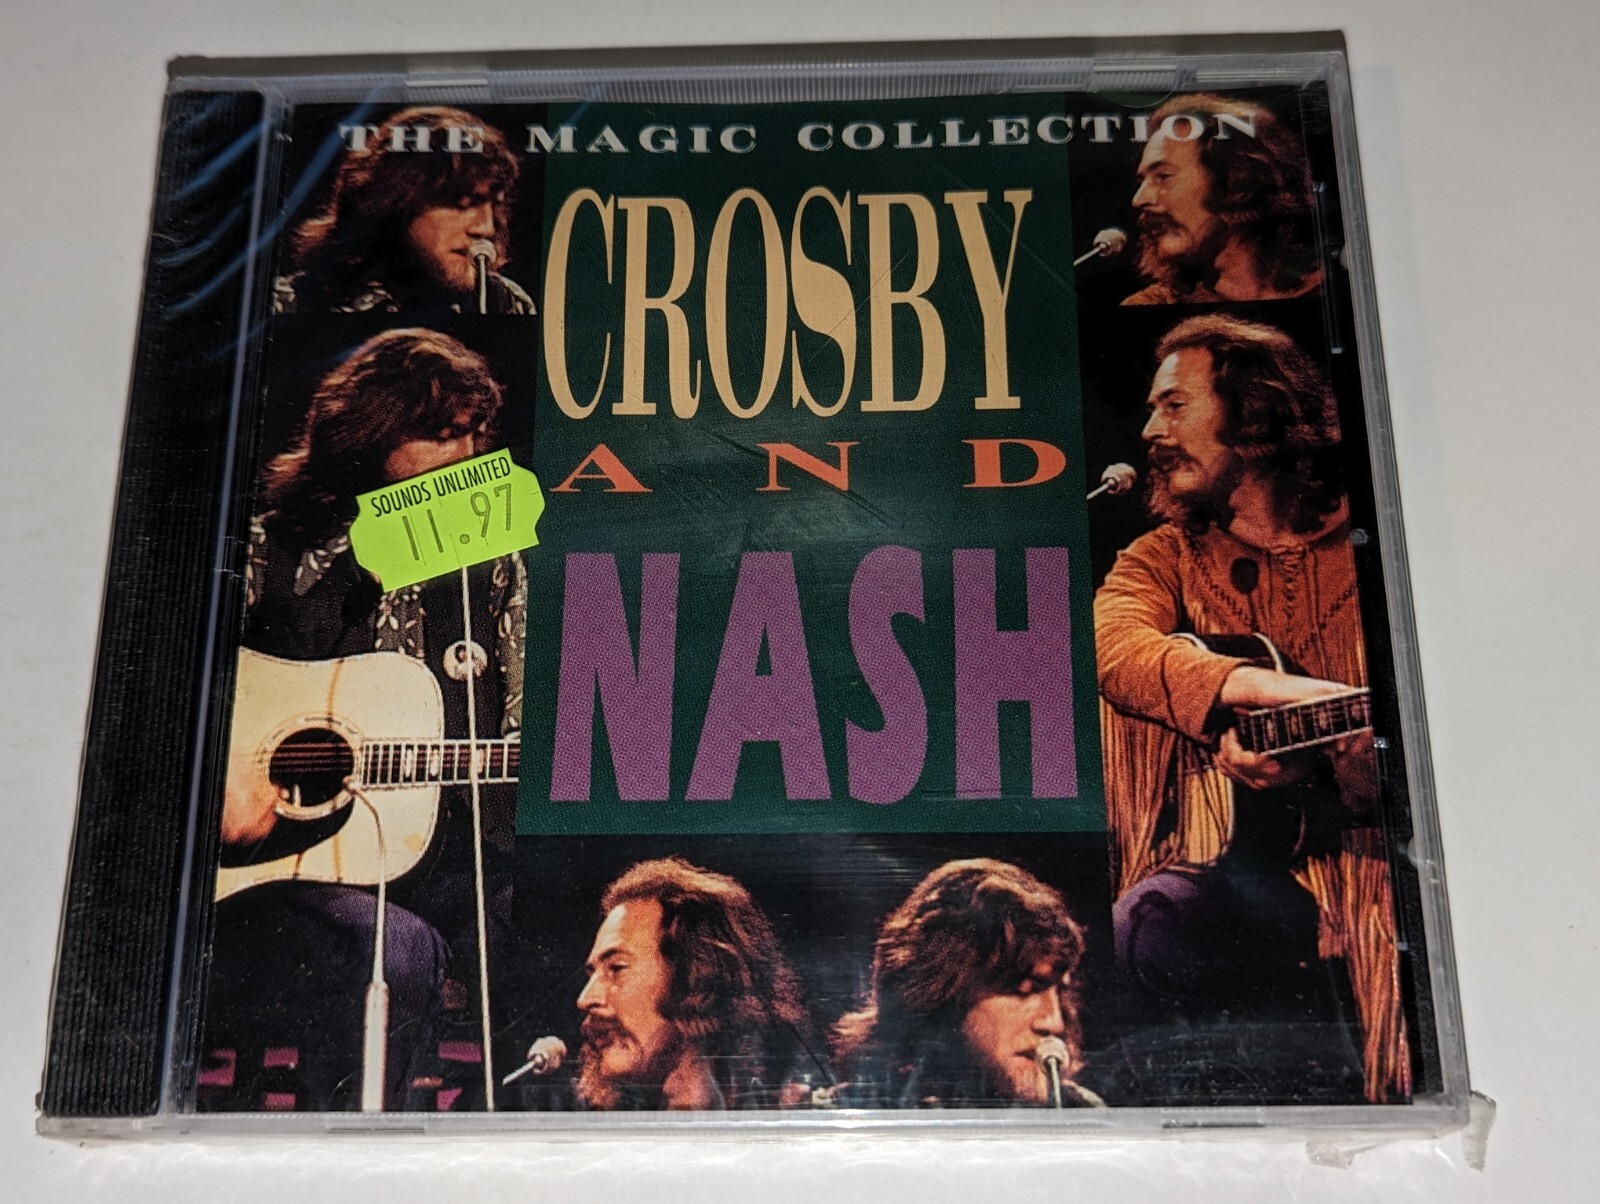 THE MAGIC COLLECTION
CROSBY
AND
NASH
SOUNDS UNLIMITED
11.97